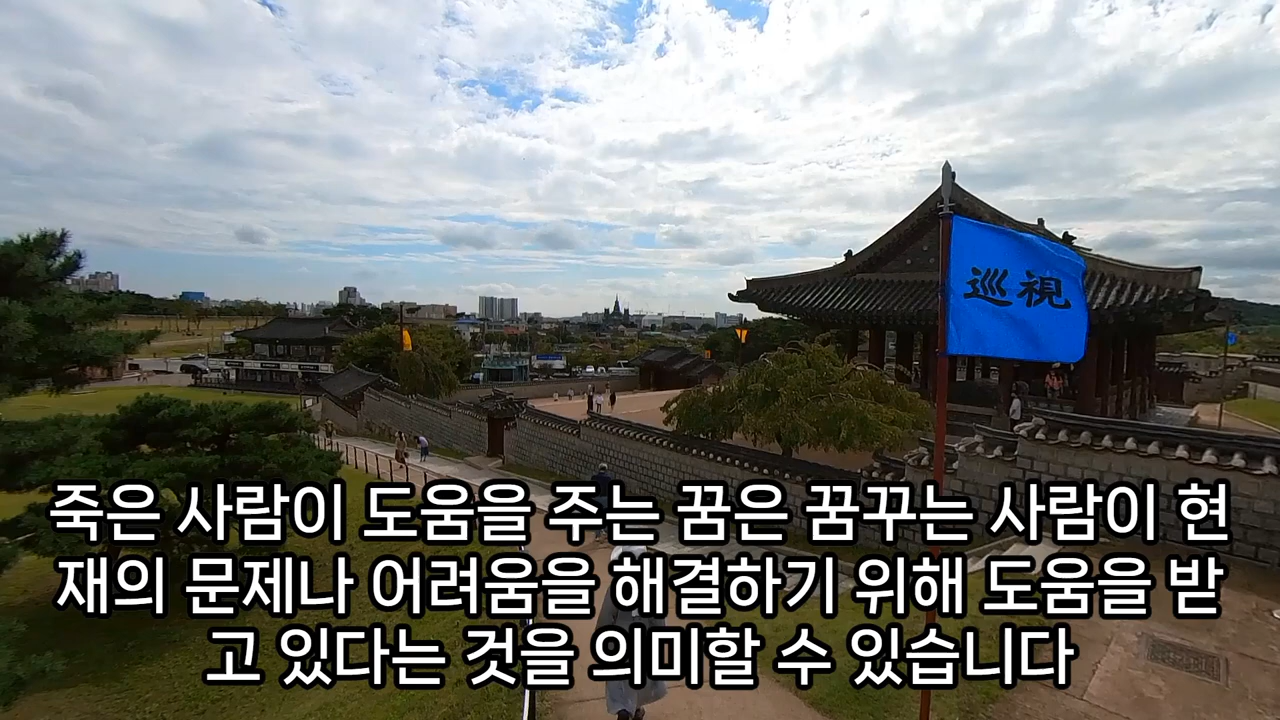 巡視
죽은 사람이 도움을 주는 꿈은 꿈꾸는 사람이 현
재의 문제나 어려움을 해결하기 위해 도움을 받
고 있다는 것을 의미할 수 있습니다